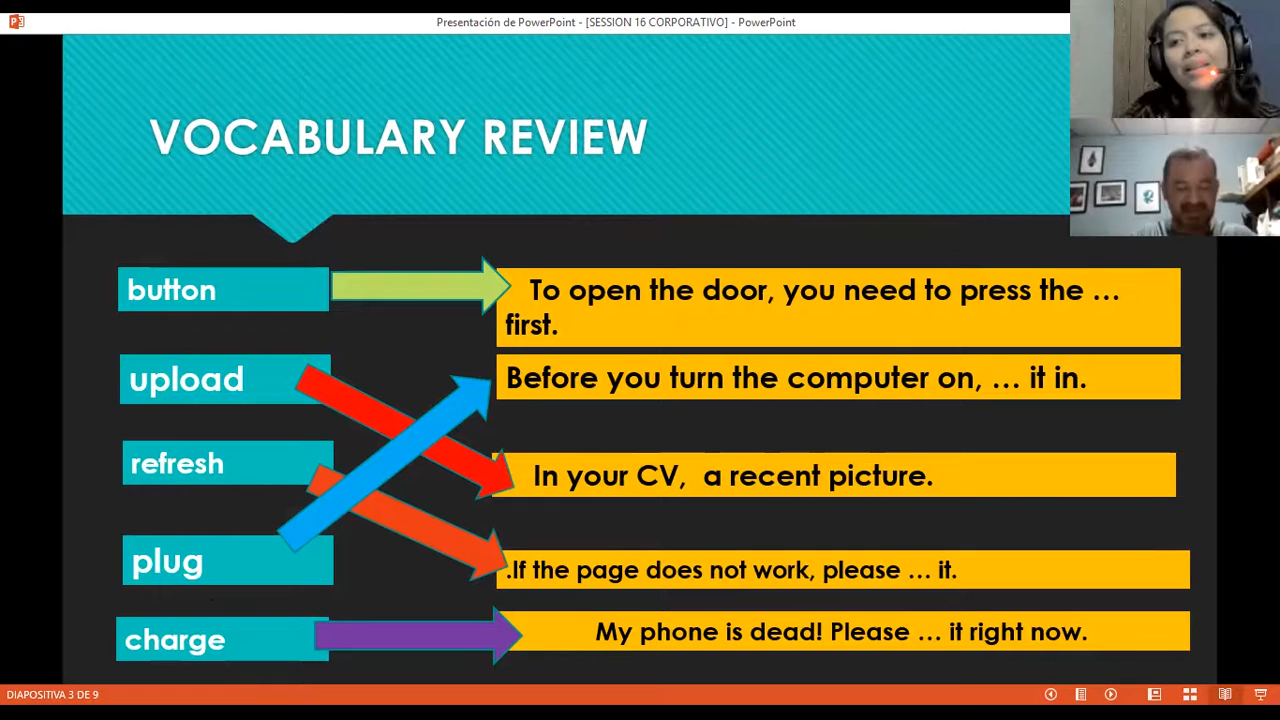 Presentación de PowerPoint - [SESSION 16 CORPORATIVO] - PowerPoint
VOCABULARY REVIEW
button
To open the door, you need to press the …
first.
upload
Before you turn the computer on, … it in.
refresh
In your CV,  a recent picture.
plug
.If the page does not work, please … it.
charge
My phone is dead! Please … it right now.
DIAPOSITIVA 3 DE 9